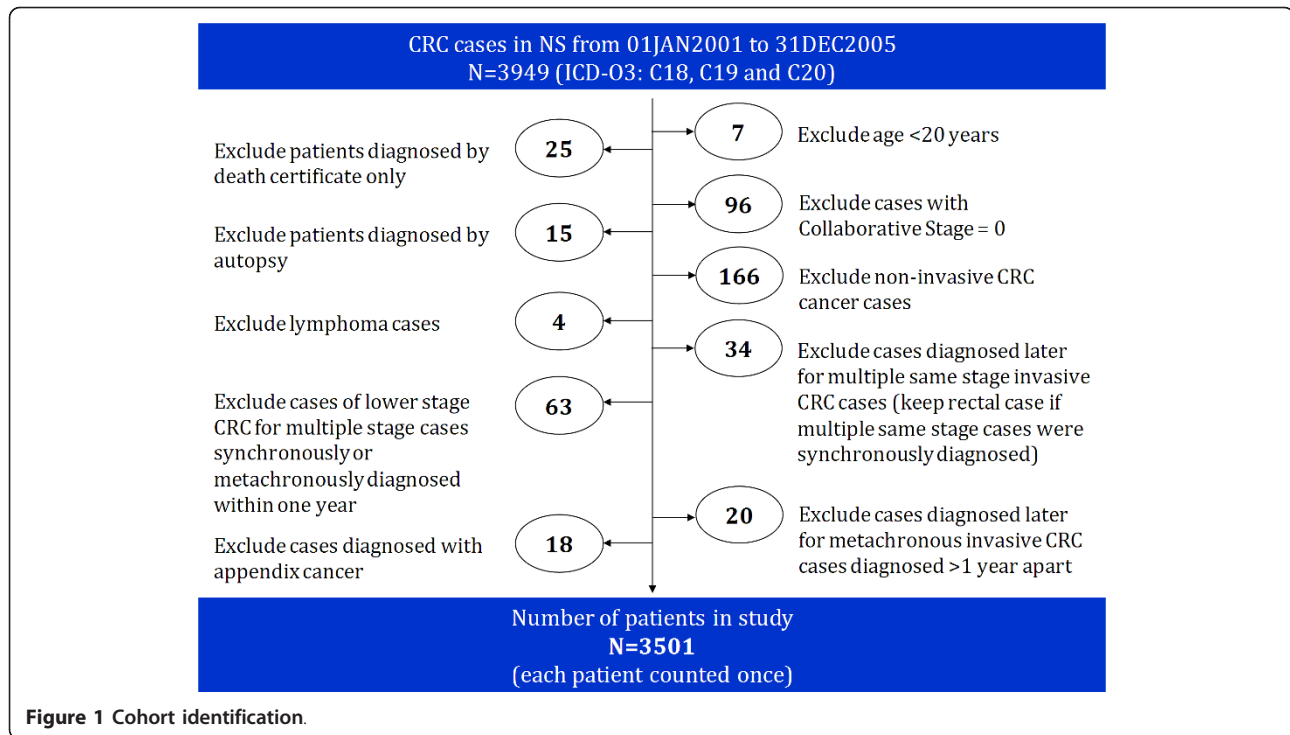 CRC cases in NS from 01JAN2001 to 31DEC2005
N=3949 (ICD-O3: C18, C19 and C20)
7
Exclude age <20 years
25
Exclude patients diagnosed by
death certificate only
96
Exclude cases with
Collaborative Stage = 0
15
Exclude patients diagnosed by
autopsy
166
Exclude non-invasive CRC
cancer cases
4
Exclude lymphoma cases
34
Exclude cases diagnosed later
for multiple same stage invasive
CRC cases (keep rectal case if
multiple same stage cases were
synchronously diagnosed)
63
Exclude cases of lower stage
CRC for multiple stage cases
synchronously or
metachronously diagnosed
within one year
20
Exclude cases diagnosed later
for metachronous invasive CRC
cases diagnosed >1 year apart
18
Exclude cases diagnosed with
appendix cancer
Number of patients in study
N=3501
(each patient counted once)
Figure 1 Cohort identification.